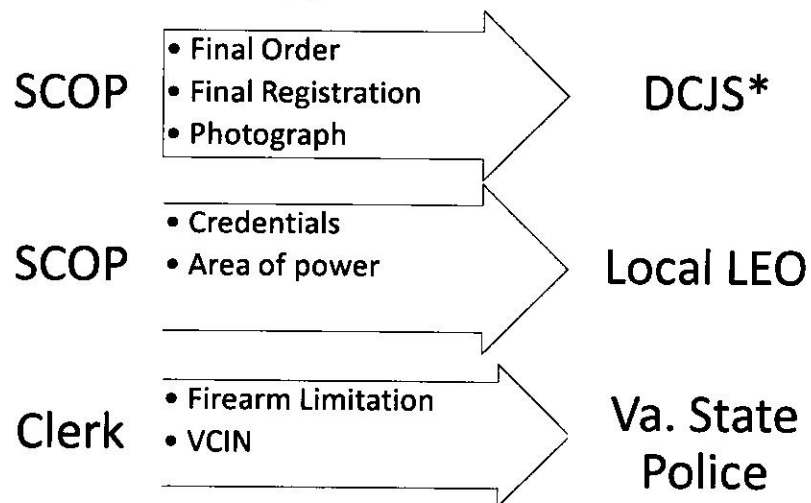 SCOP
• Final Order
• Final Registration
• Photograph
DCJS*
SCOP
• Credentials
• Area of power
Local LEO
Clerk
• Firearm Limitation
• VCIN
Va. State
Police